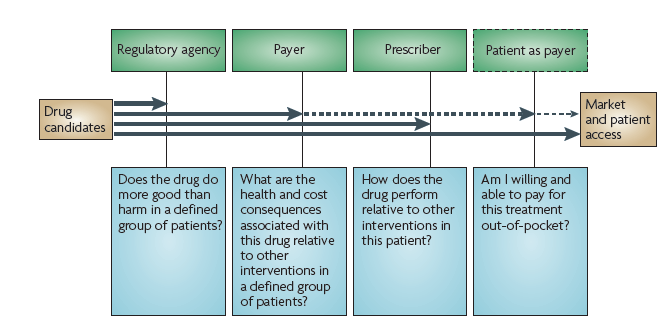 Regulatory agency
Payer
Prescriber
Patient as payer
Drug
candidates
Market
and patient
access
Does the drug do
more good than
harm in a defined
group of patients?
What are the
health and cost
consequences
associated with
this drug relative
to other
interventions in
a defined group
of patients?
How does the
drug perform
relative to other
interventions in
this patient?
Am I willing and
able to pay for
this treatment
out-of-pocket?